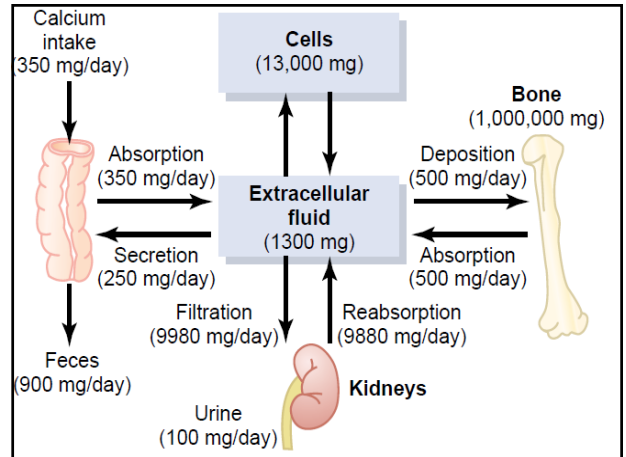 Calcium
intake
(350 mg/day)
Cells
(13,000 mg)
Bone
(1,000,000 mg)
Absorption
(350 mg/day)
Deposition
(500 mg/day)
Extracellular
fluid
(1300 mg)
Secretion
(250 mg/day)
Absorption
(500 mg/day)
Filtration
(9980 mg/day)
Reabsorption
(9880 mg/day)
Feces
(900 mg/day)
Kidneys
Urine
(100 mg/day)